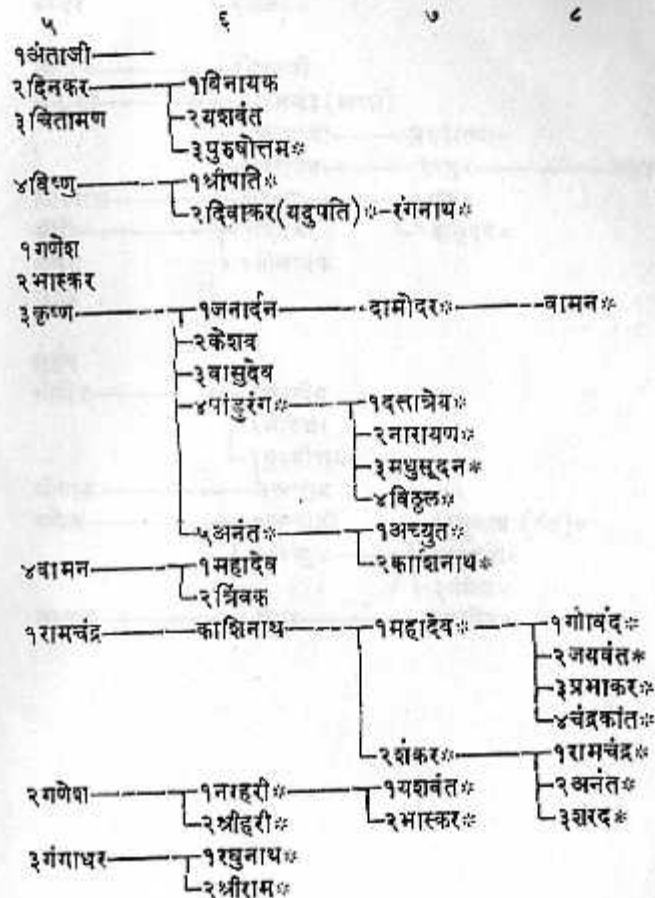 ५ ६ ७ ८
१अंताजी
२दिनकर १विनायक
३चिंतामण २यशवंत
३पुरुषोत्तम*
४विष्णु १श्रीपति*
२दिवाकर(यदुपति)*-रंगनाथ*
१गणेश
२भास्कर
३कृष्ण १जनार्दन दामोदर* वामन*
२केशव
३वासुदेव
४पांडुरंग* १दत्तात्रेय*
२नारायण*
३मधुसूदन*
४विठ्ठल*
५अनंत* १अच्युत*
४वामन १महादेव २काशिनाथ*
२त्रिंबक
१रामचंद्र काशिनाथ १महादेव* १गोविंद*
२जयवंत*
३प्रभाकर*
४चंद्रकांत*
२शंकर* १रामचंद्र*
२गणेश १नरहरी* १यशवंत* २अनंत*
२श्रीहरी* २भास्कर* ३शरद*
३गंगाधर १रघुनाथ*
२श्रीराम*